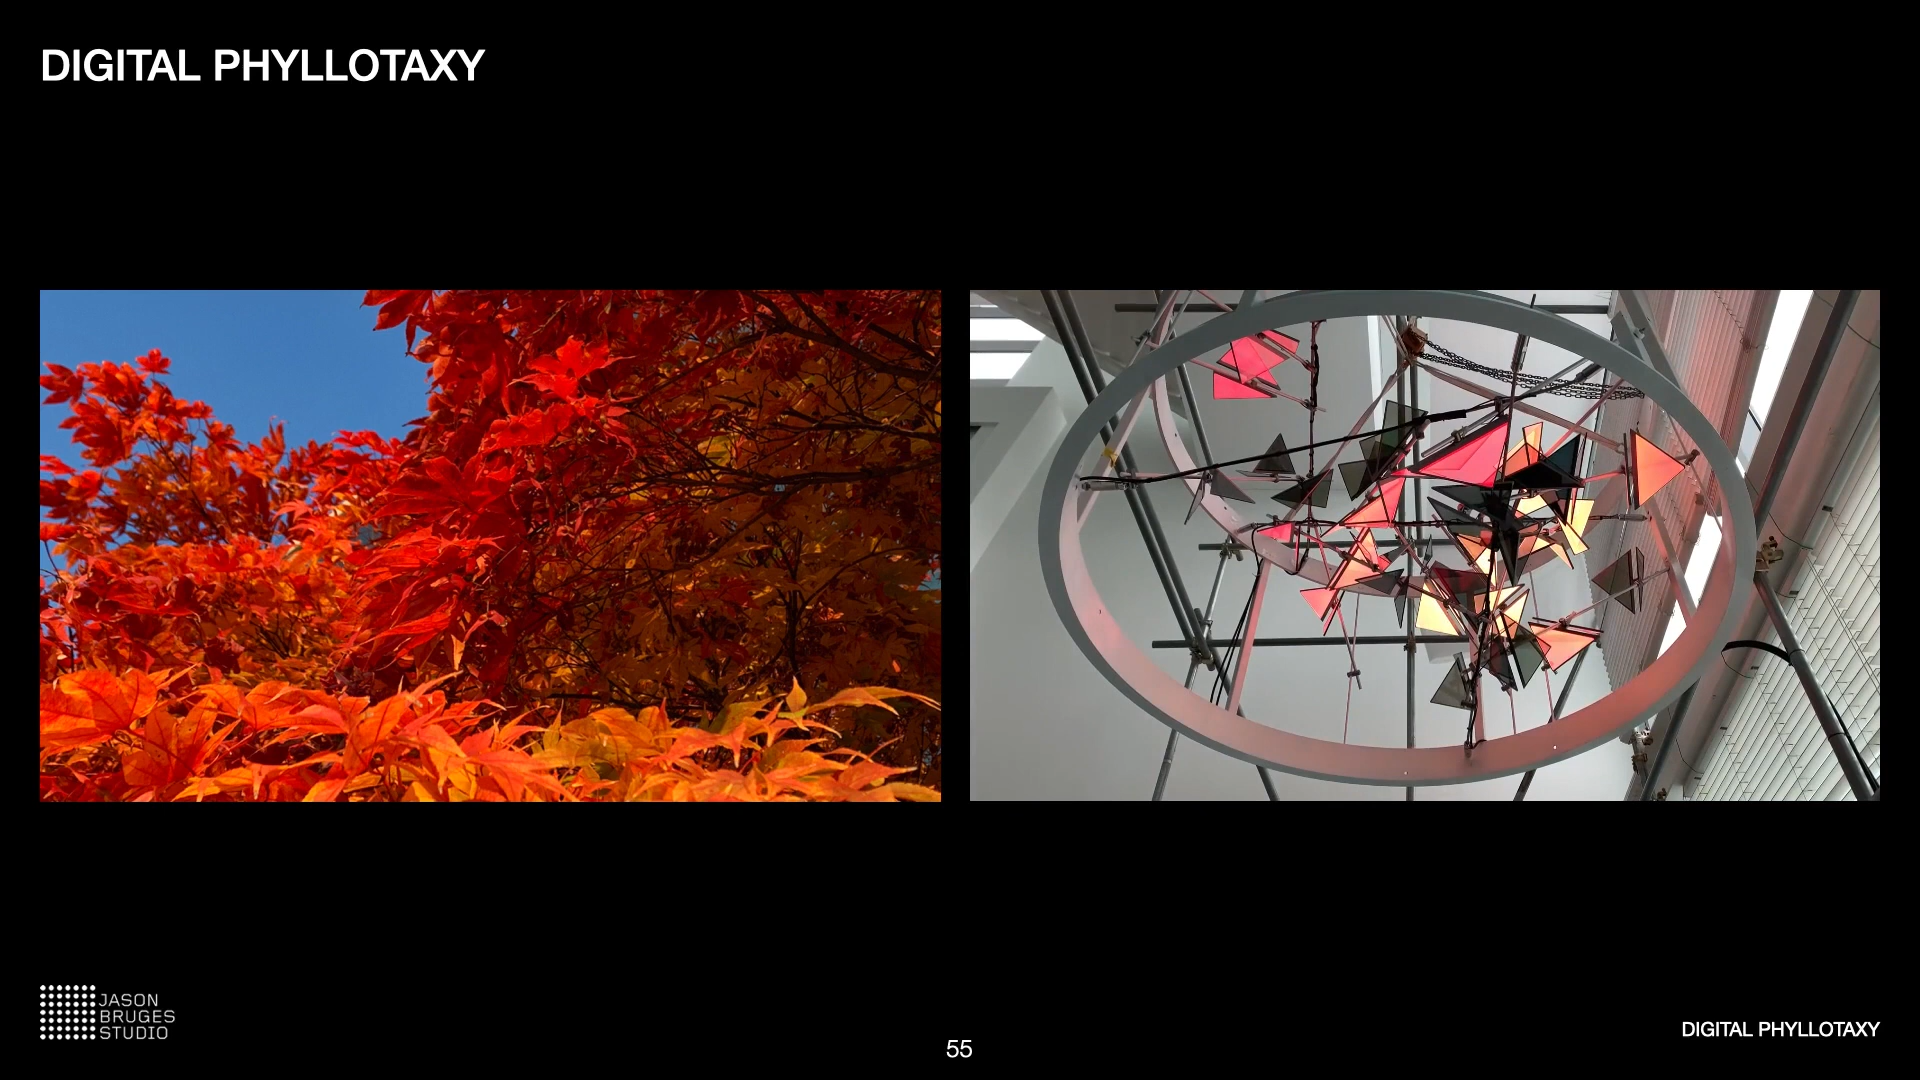 DIGITAL PHYLLOTAXY
JASON
BRUGES
STUDIO
55
DIGITAL PHYLLOTAXY